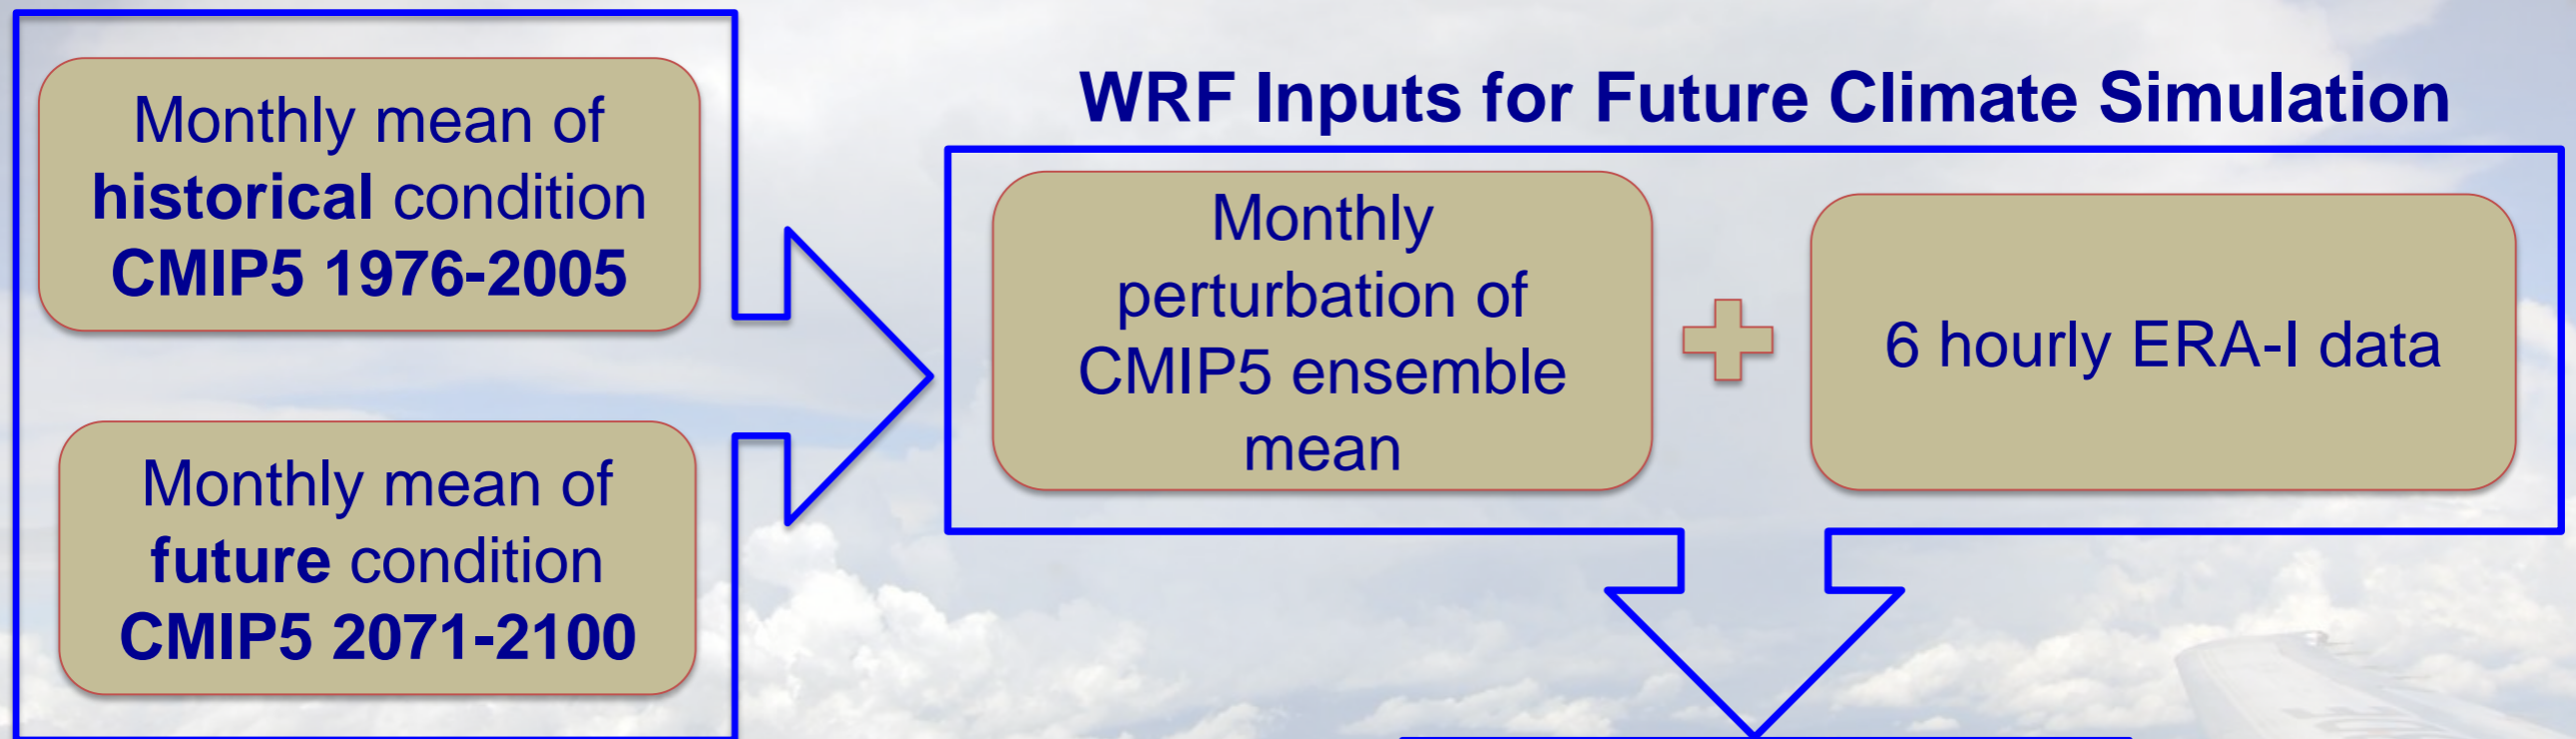 Monthly mean of
historical condition
CMIP5 1976-2005
Monthly mean of
future condition
CMIP5 2071-2100
WRF Inputs for Future Climate Simulation
Monthly
perturbation of
CMIP5 ensemble
mean
6 hourly ERA-I data